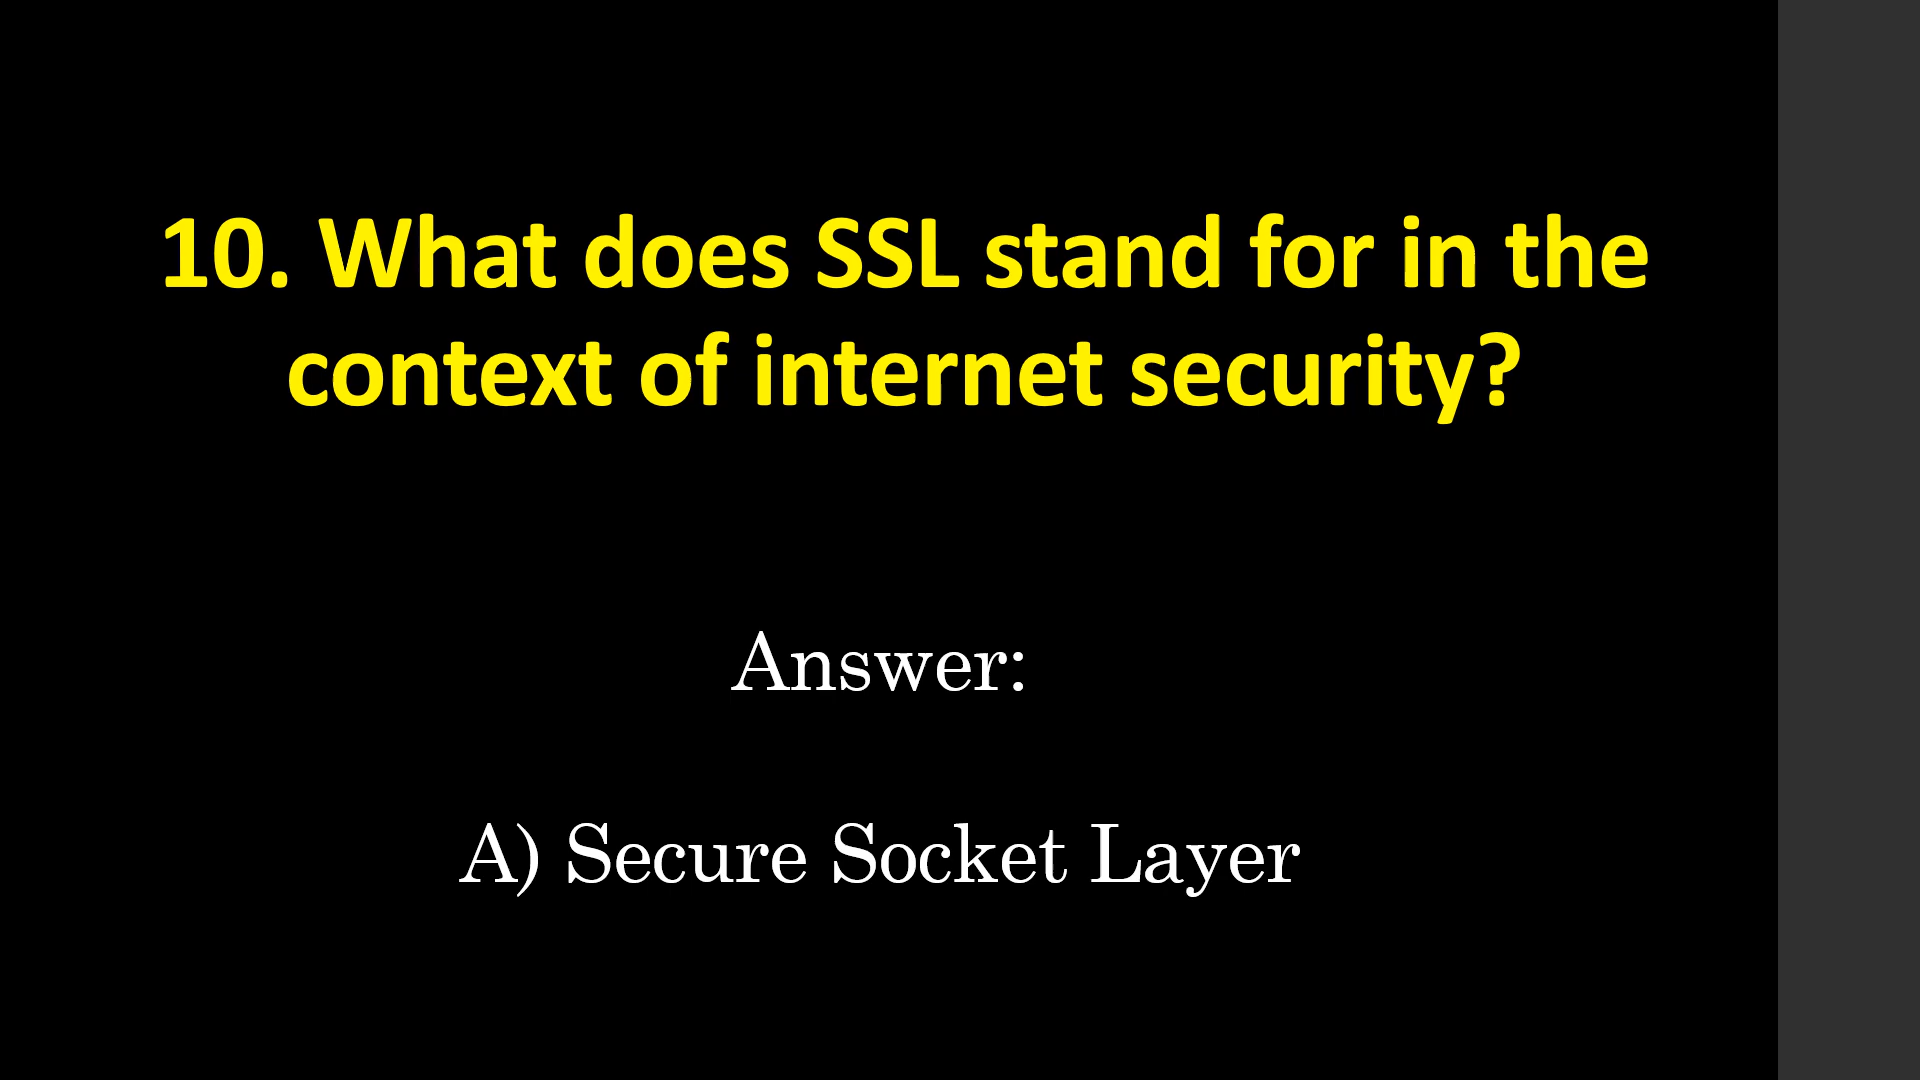 10. What does SSL stand for in the
context of internet security?
Answer:
A) Secure Socket Layer